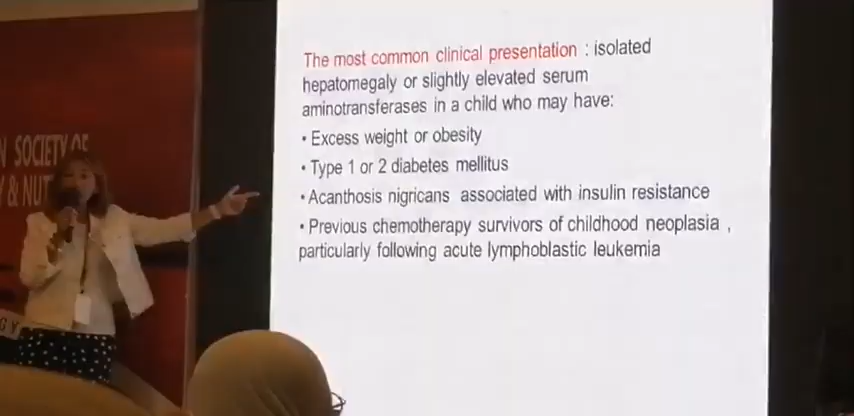 N SOCIETY OF
Y & NUT
The most common clinical presentation : isolated
hepatomegaly or slightly elevated serum
aminotransferases in a child who may have:
• Excess weight or obesity
• Type 1 or 2 diabetes mellitus
• Acanthosis nigricans associated with insulin resistance
• Previous chemotherapy survivors of childhood neoplasia ,
particularly following acute lymphoblastic leukemia
GY